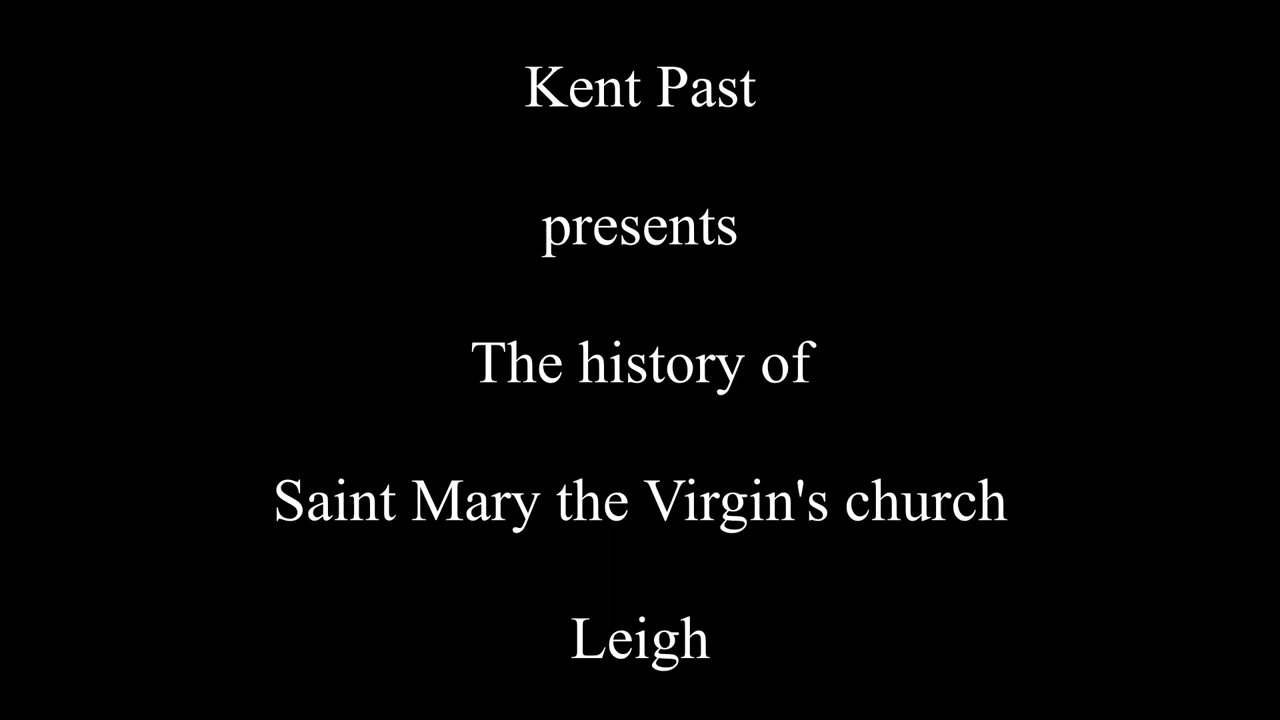 Kent Past
presents
The history of
Saint Mary the Virgin's church
Leigh